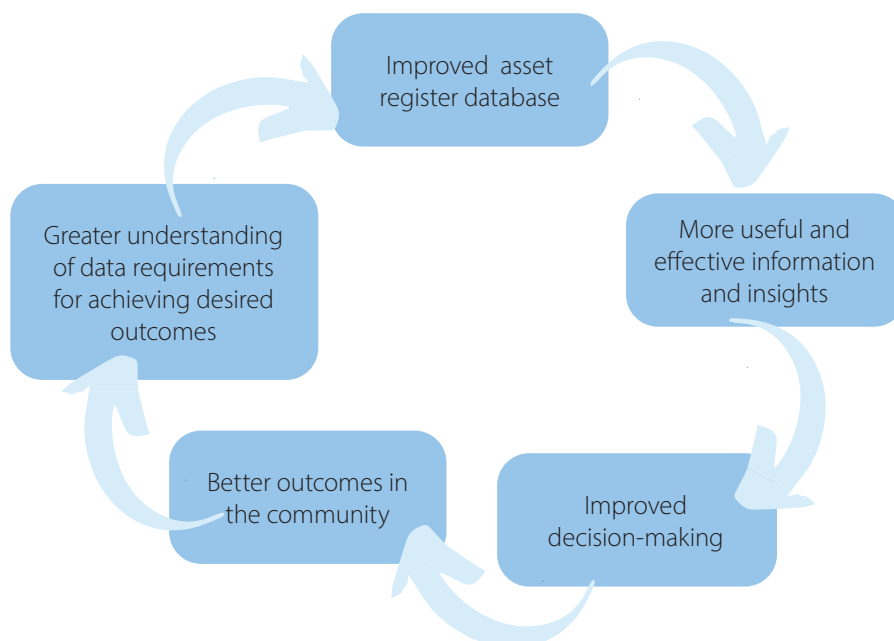 Improved asset
register database
More useful and
effective information
and insights
Improved
decision-making
Better outcomes in
the community
Greater understanding
of data requirements
for achieving desired
outcomes